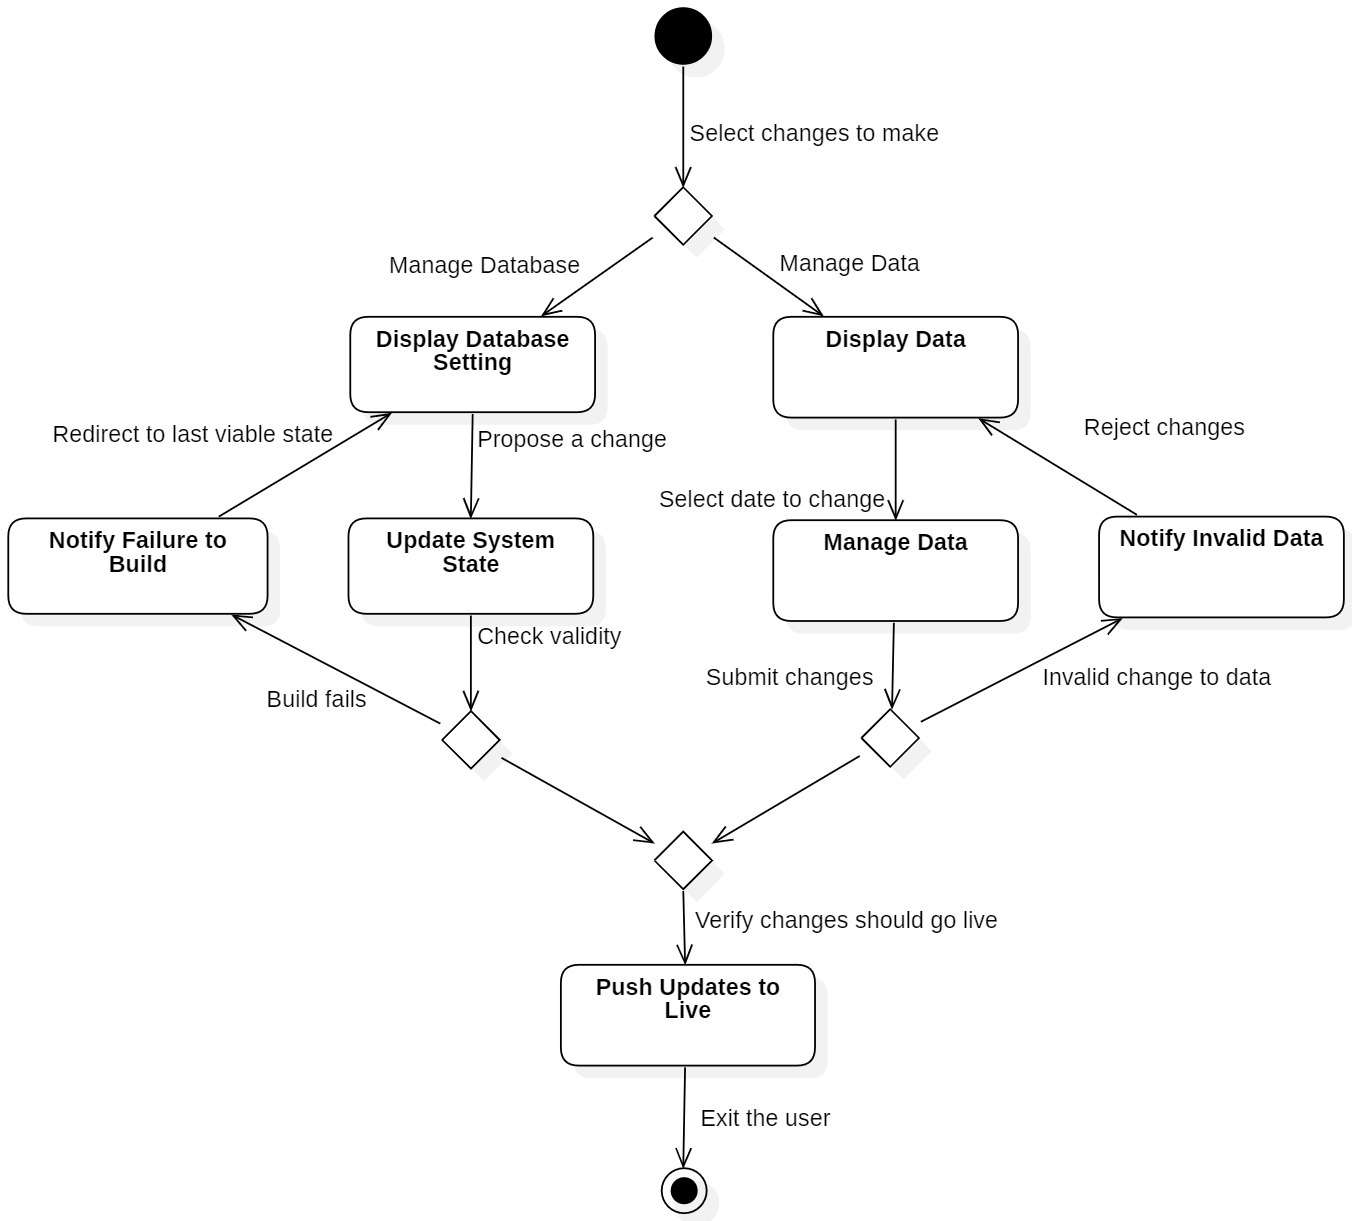 Select changes to make
Manage Database
Manage Data
Display Database
Setting
Display Data
Redirect to last viable state
Propose a change
Reject changes
Select date to change
Notify Failure to
Build
Update System
State
Manage Data
Notify Invalid Data
Check validity
Build fails
Submit changes
Invalid change to data
Verify changes should go live
Push Updates to
Live
Exit the user